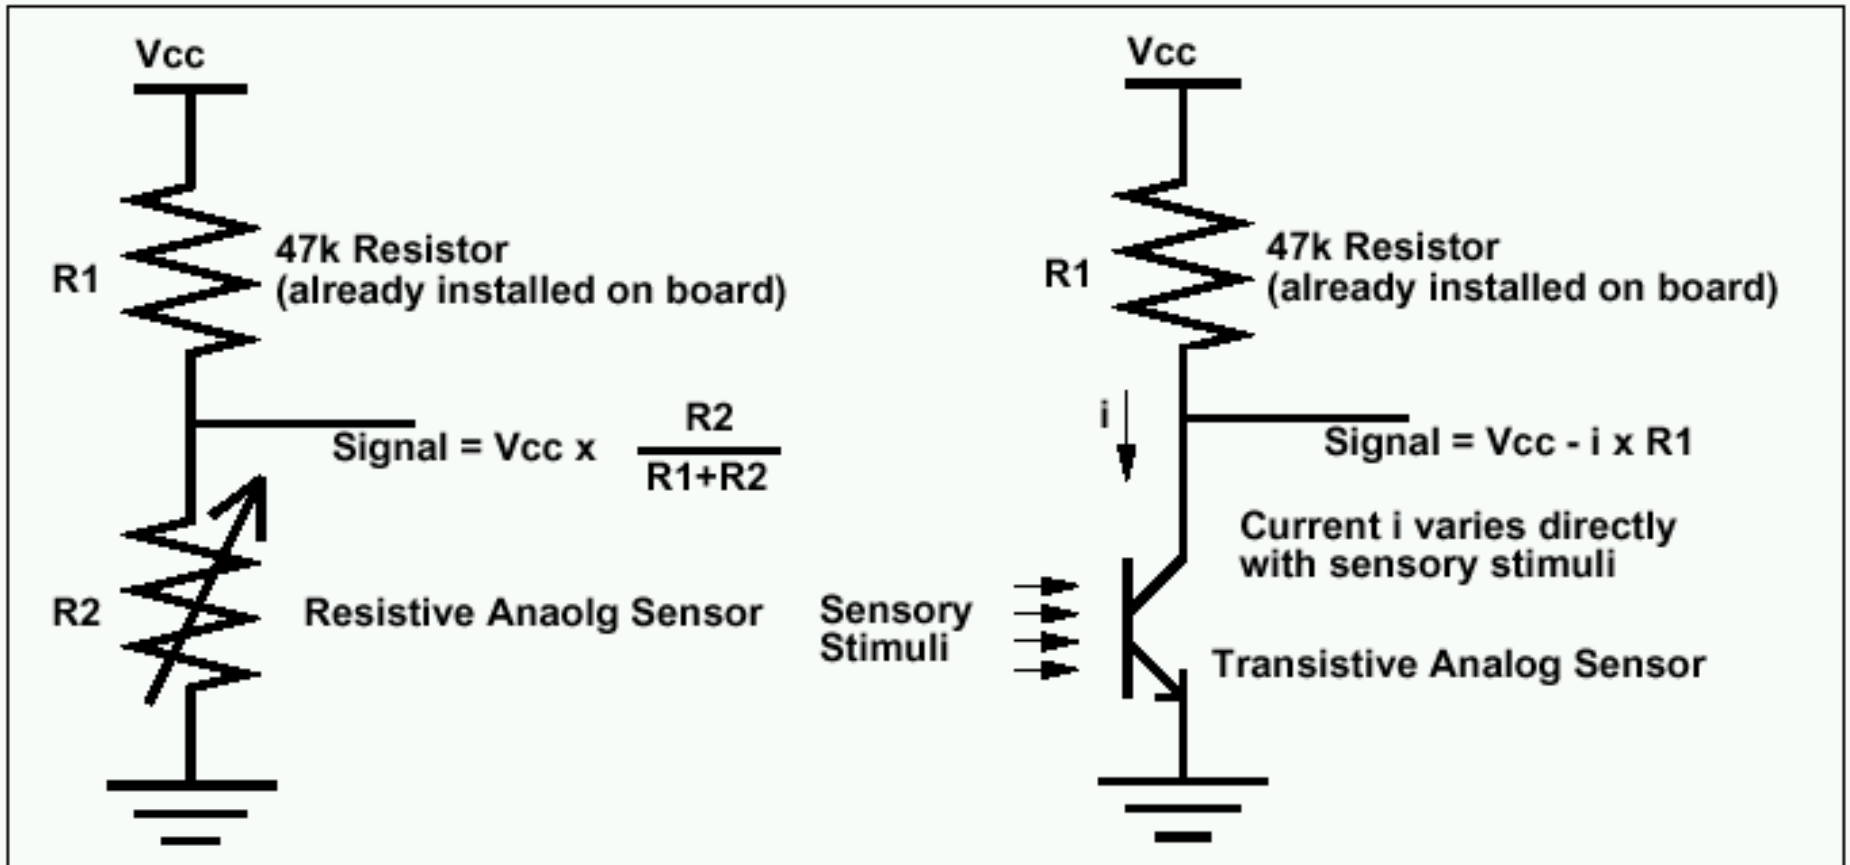 Vcc
R1
47k Resistor
(already installed on board)
Signal = Vcc x
R2
R1+R2
R2
Resistive Anaolg Sensor
Vcc
R1
47k Resistor
(already installed on board)
i
Signal = Vcc - i x R1
Current i varies directly
with sensory stimuli
Sensory
Stimuli
Transistive Analog Sensor